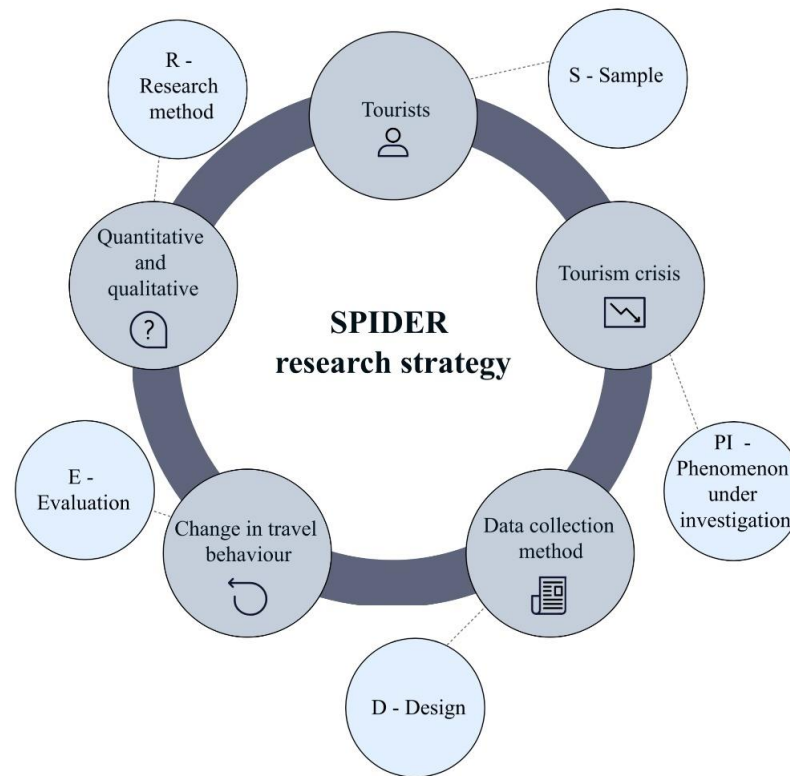 R -
Research
method
Tourists
S - Sample
Quantitative
and
qualitative
?
Tourism crisis
SPIDER
research strategy
PI -
Phenomenon
under
investigation
E -
Evaluation
Change in travel
behaviour
Data collection
method
D - Design